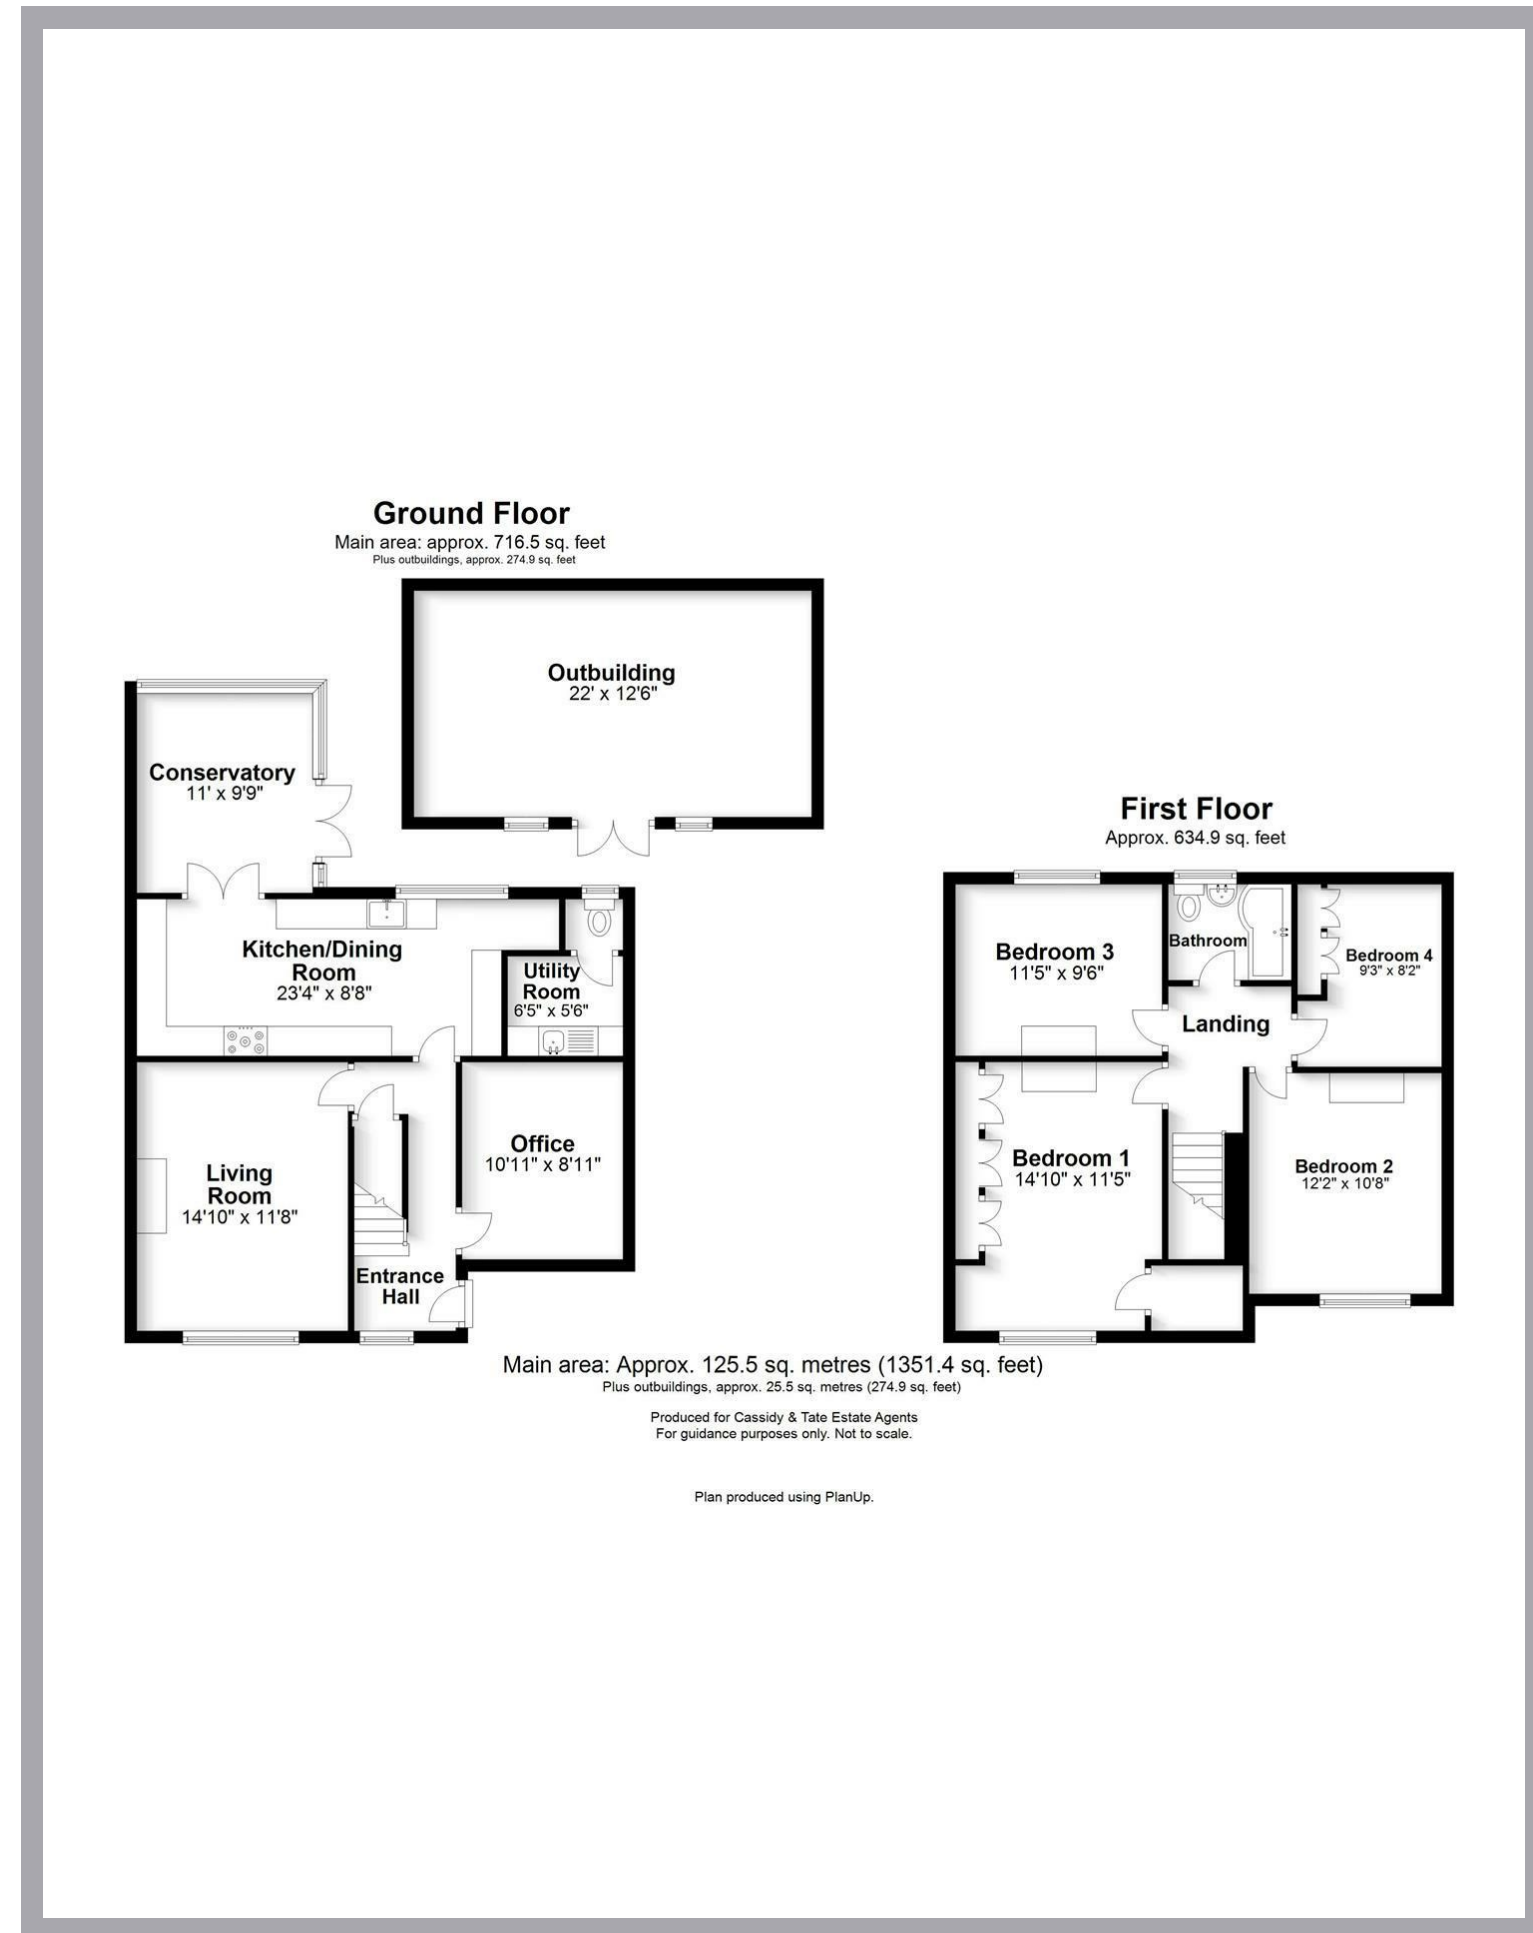 Ground Floor
Main area: approx. 716.5 sq. feet
Plus outbuildings, approx. 274.9 sq. feet
Outbuilding
22' x 12'6"
Conservatory
11' x 9'9"
Kitchen/Dining
Room
23'4" x 8'8"
Utility
Room
6'5" x 5'6"
Living
Room
14'10" x 11'8"
Office
10'11" x 8'11"
Entrance
Hall
First Floor
Approx. 634.9 sq. feet
Bedroom 3
11'5" x 9'6"
Bathroom
Bedroom 4
9'3" x 8'2"
Landing
Bedroom 1
14'10" x 11'5"
Bedroom 2
12'2" x 10'8"
Main area: Approx. 125.5 sq. metres (1351.4 sq. feet)
Plus outbuildings, approx. 25.5 sq. metres (274.9 sq. feet)
Produced for Cassidy & Tate Estate Agents
For guidance purposes only. Not to scale.
Plan produced using PlanUp.